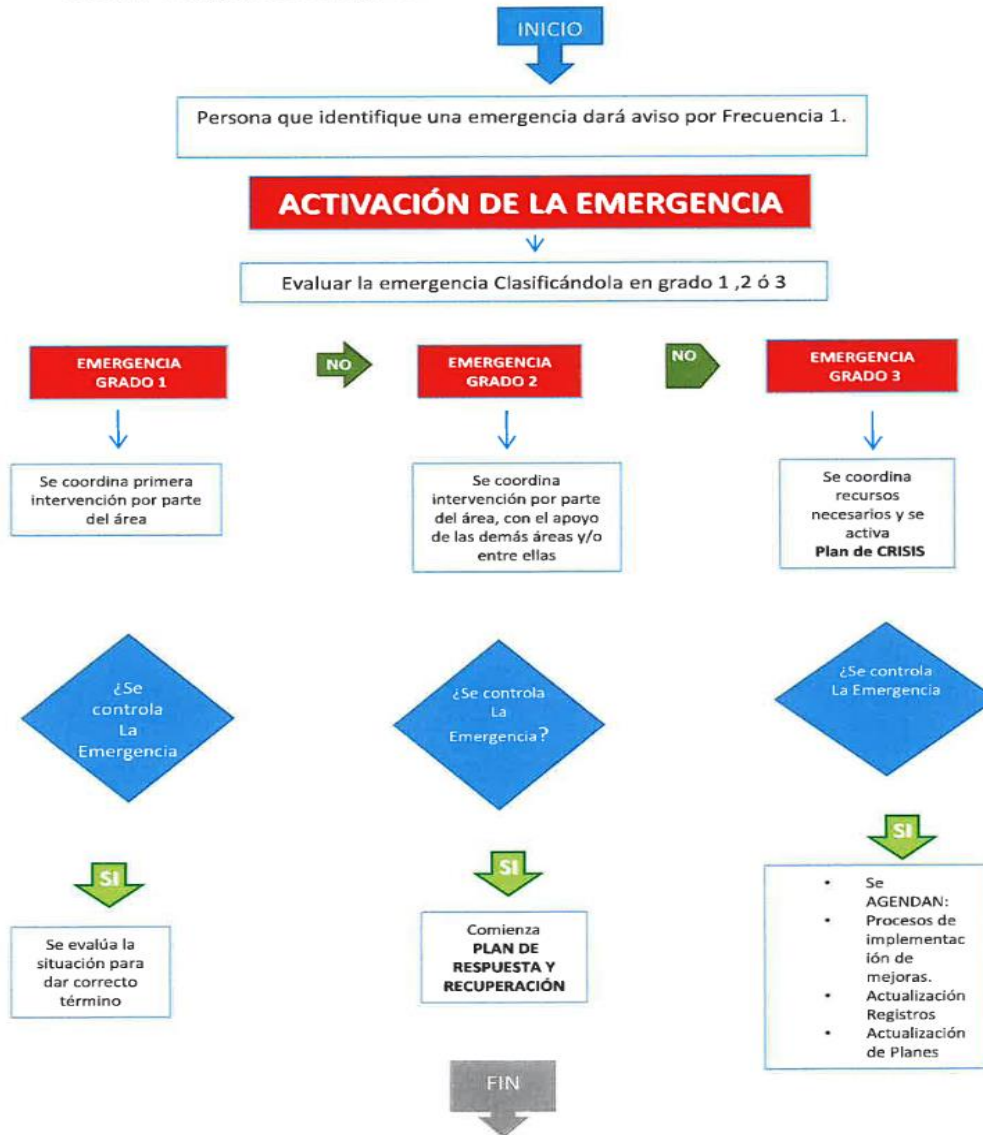 INICIO
Persona que identifique una emergencia dará aviso por Frecuencia 1.
ACTIVACIÓN DE LA EMERGENCIA
Evaluar la emergencia Clasificándola en grado 1 ,2 ó 3
EMERGENCIA
GRADO 1
NO
EMERGENCIA
GRADO 2
NO
EMERGENCIA
GRADO 3
Se coordina primera
intervención por parte
del área
Se coordina
intervención por parte
del área, con el apoyo
de las demás áreas y/o
entre ellas
Se coordina
recursos
necesarios y se
activa
Plan de CRISIS
¿Se
controla
La
Emergencia
¿Se controla
La
Emergencia?
¿Se controla
La Emergencia
SI
SI
SI
Se evalúa la
situación para
dar correcto
término
Comienza
PLAN DE
RESPUESTA Y
RECUPERACIÓN
• Se
AGENDAN:
• Procesos de
implementac
ión de
mejoras.
• Actualización
Registros
• Actualización
de Planes
FIN